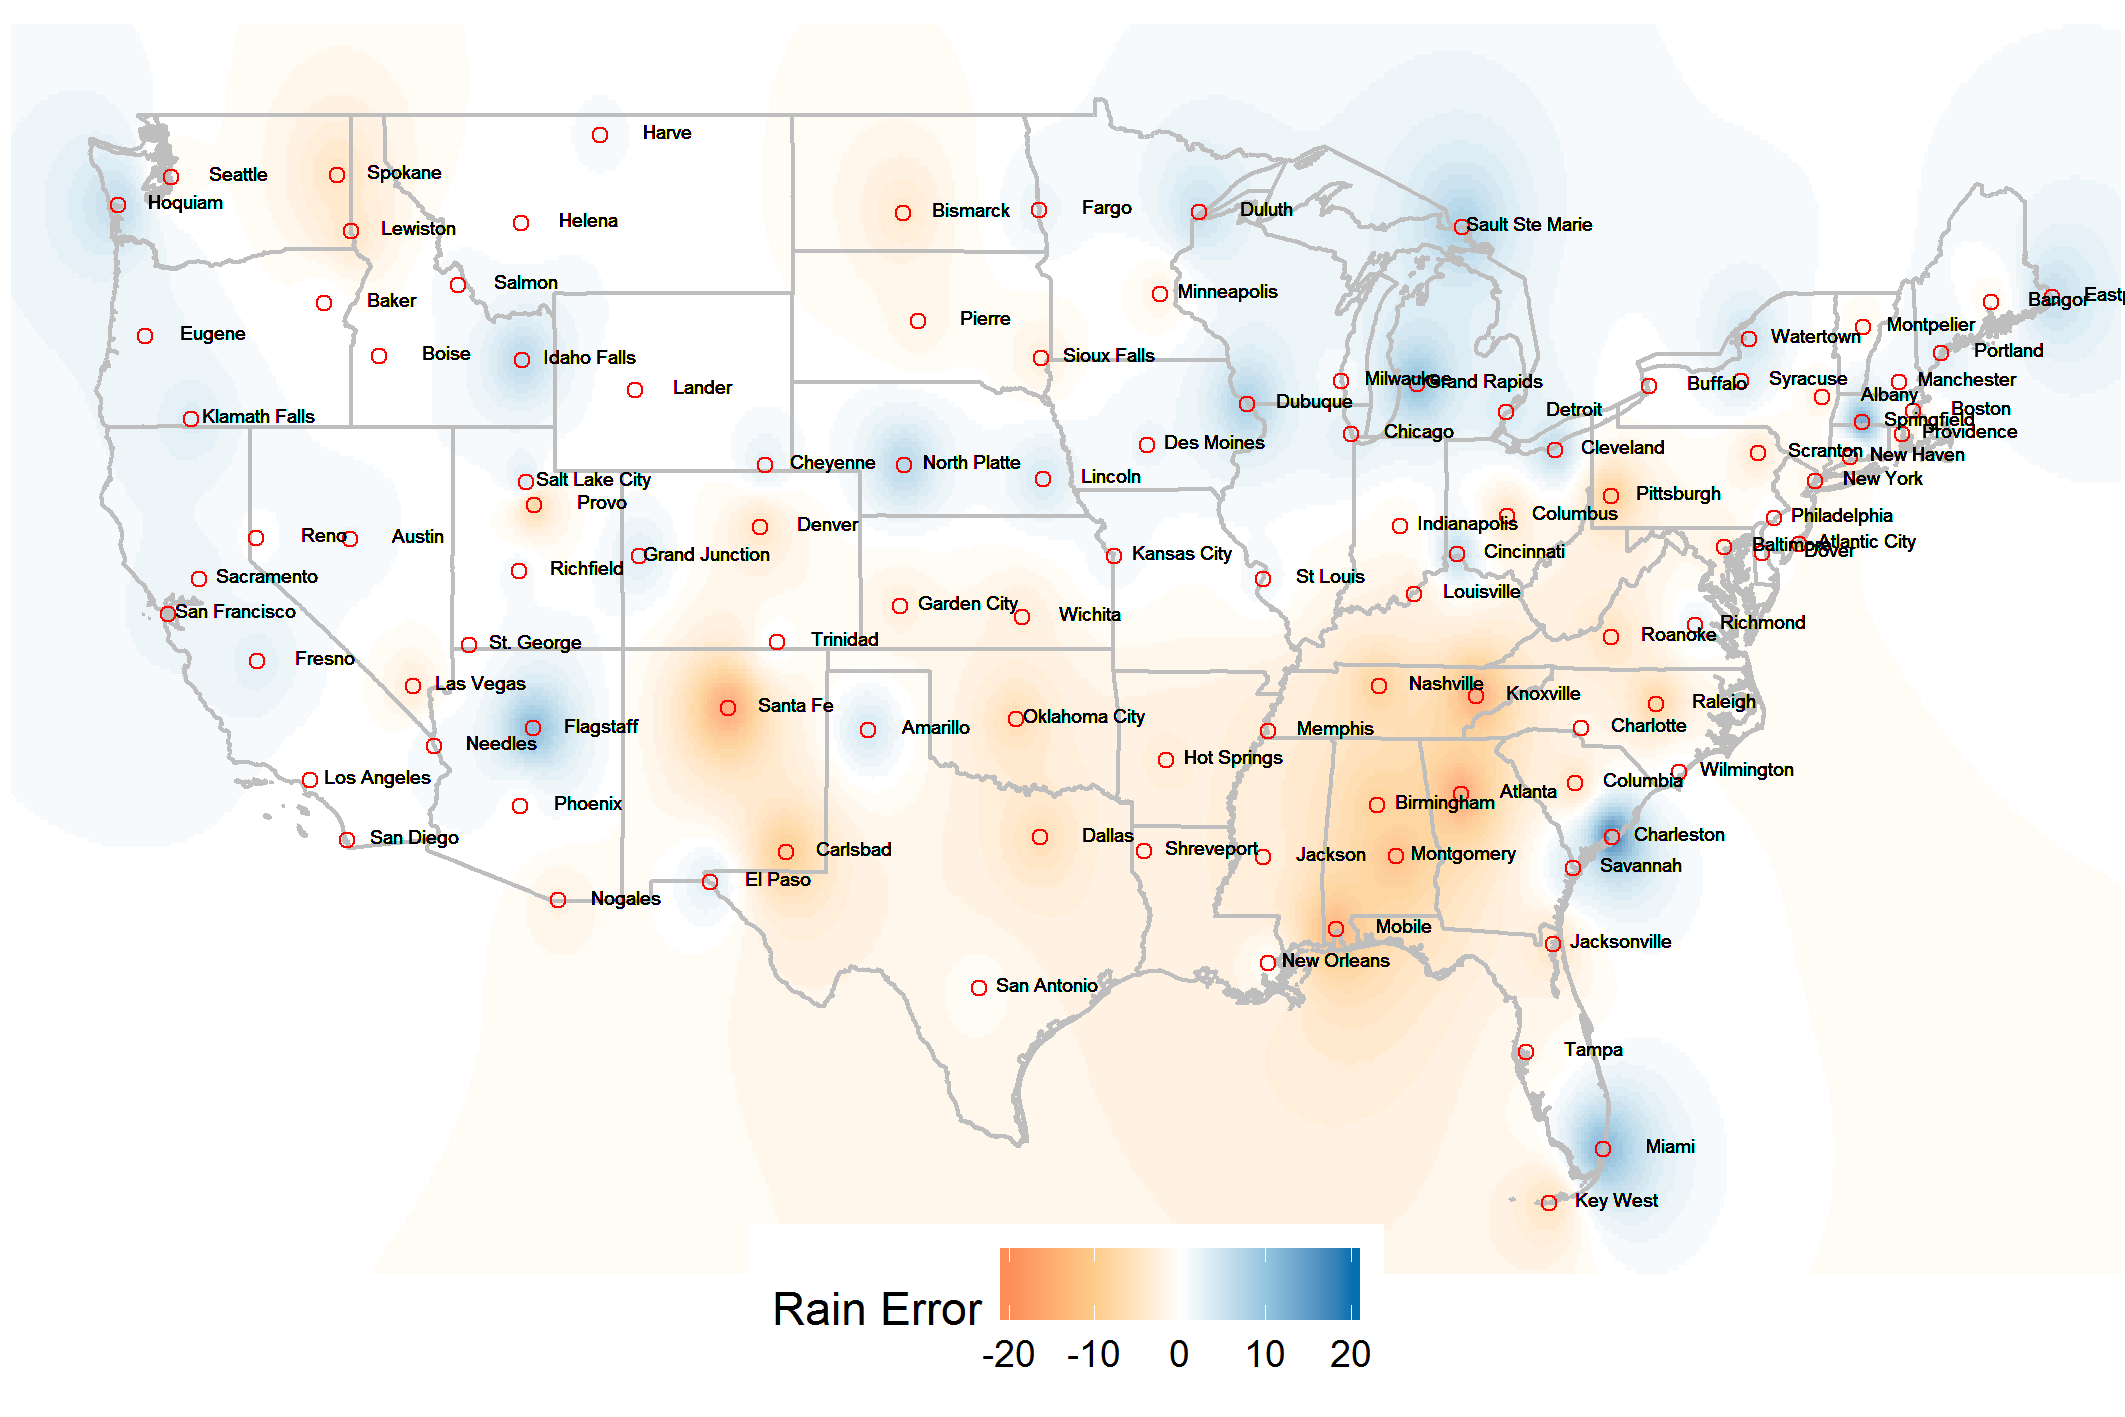 Harve
Seattle
Spokane
Hoquiam
Bismarck
Fargo
Duluth
Helena
Sault Ste Marie
Lewiston
Salmon
Minneapolis
Baker
Bangor
Eastp
Pierre
Montpelier
Eugene
Watertown
Boise
Idaho Falls
Sioux Falls
Portland
Milwaukee
Grand Rapids
Buffalo
Syracuse
Manchester
Lander
Dubuque
Albany
Klamath Falls
Detroit
Boston
Springfield
Chicago
Providence
Des Moines
Cleveland
Scranton
New Haven
Cheyenne
North Platte
Salt Lake City
Lincoln
New York
Provo
Pittsburgh
Denver
Indianapolis
Columbus
Philadelphia
Reno
Austin
Baltimore
Atlantic City
Dover
Grand Junction
Kansas City
Cincinnati
Richfield
Sacramento
St Louis
San Francisco
Garden City
Wichita
Louisville
Richmond
St. George
Trinidad
Roanoke
Fresno
Las Vegas
Nashville
Knoxville
Santa Fe
Raleigh
Flagstaff
Amarillo
Oklahoma City
Memphis
Charlotte
Needles
Hot Springs
Los Angeles
Wilmington
Phoenix
Birmingham
Atlanta
Columbia
San Diego
Carlsbad
Dallas
Shreveport
Jackson
Montgomery
Charleston
El Paso
Savannah
Nogales
Mobile
Jacksonville
New Orleans
San Antonio
Tampa
Miami
Key West
Rain Error
-20 -10 0 10 20